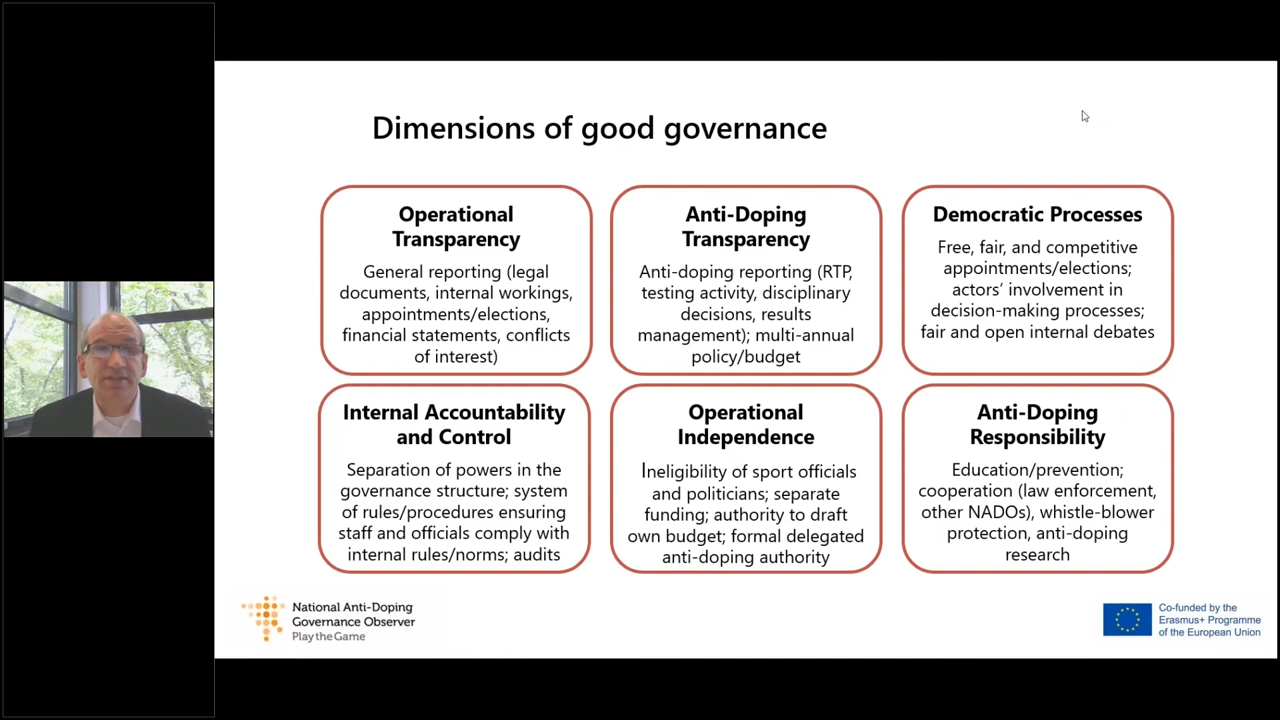 Dimensions of good governance
Operational
Transparency
General reporting (legal
documents, internal workings,
appointments/elections,
financial statements, conflicts
of interest)
Anti-Doping
Transparency
Anti-doping reporting (RTP,
testing activity, disciplinary
decisions, results
management); multi-annual
policy/budget
Democratic Processes
Free, fair, and competitive
appointments/elections;
actors‘ involvement in
decision-making processes;
fair and open internal debates
Internal Accountability
and Control
Separation of powers in the
governance structure; system
of rules/procedures ensuring
staff and officials comply with
internal rules/norms; audits
Operational
Independence
Ineligibility of sport officials
and politicians; separate
funding; authority to draft
own budget; formal delegated
anti-doping authority
Anti-Doping
Responsibility
Education/prevention;
cooperation (law enforcement,
other NADOs), whistle-blower
protection, anti-doping
research
National Anti-Doping
Governance Observer
Play the Game
Co-funded by the
Erasmus+ Programme
of the European Union